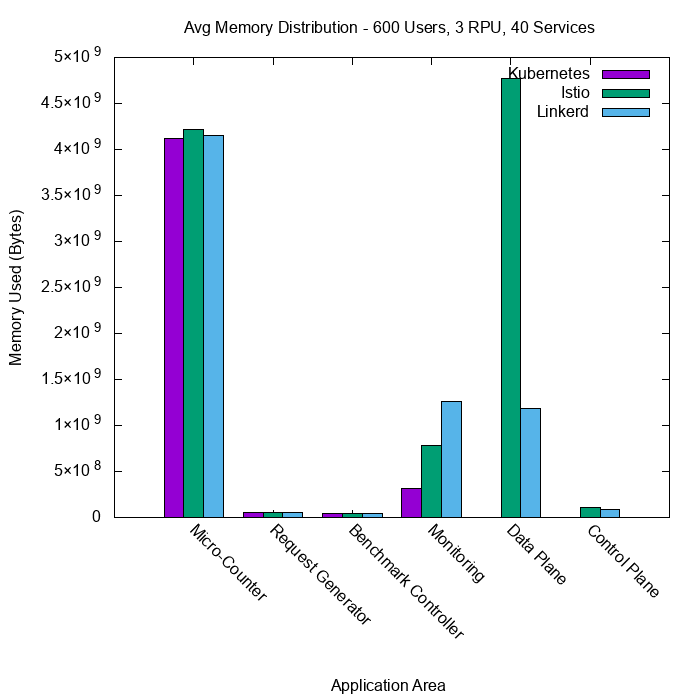 Avg Memory Distribution - 600 Users, 3 RPU, 40 Services
Kubernetes
Istio
Linkerd
Memory Used (Bytes)
5×10⁹
4.5×10⁹
4×10⁹
3.5×10⁹
3×10⁹
2.5×10⁹
2×10⁹
1.5×10⁹
1×10⁹
5×10⁸
0
Micro-Counter
Request Generator
Benchmark Controller
Monitoring
Data Plane
Control Plane
Application Area